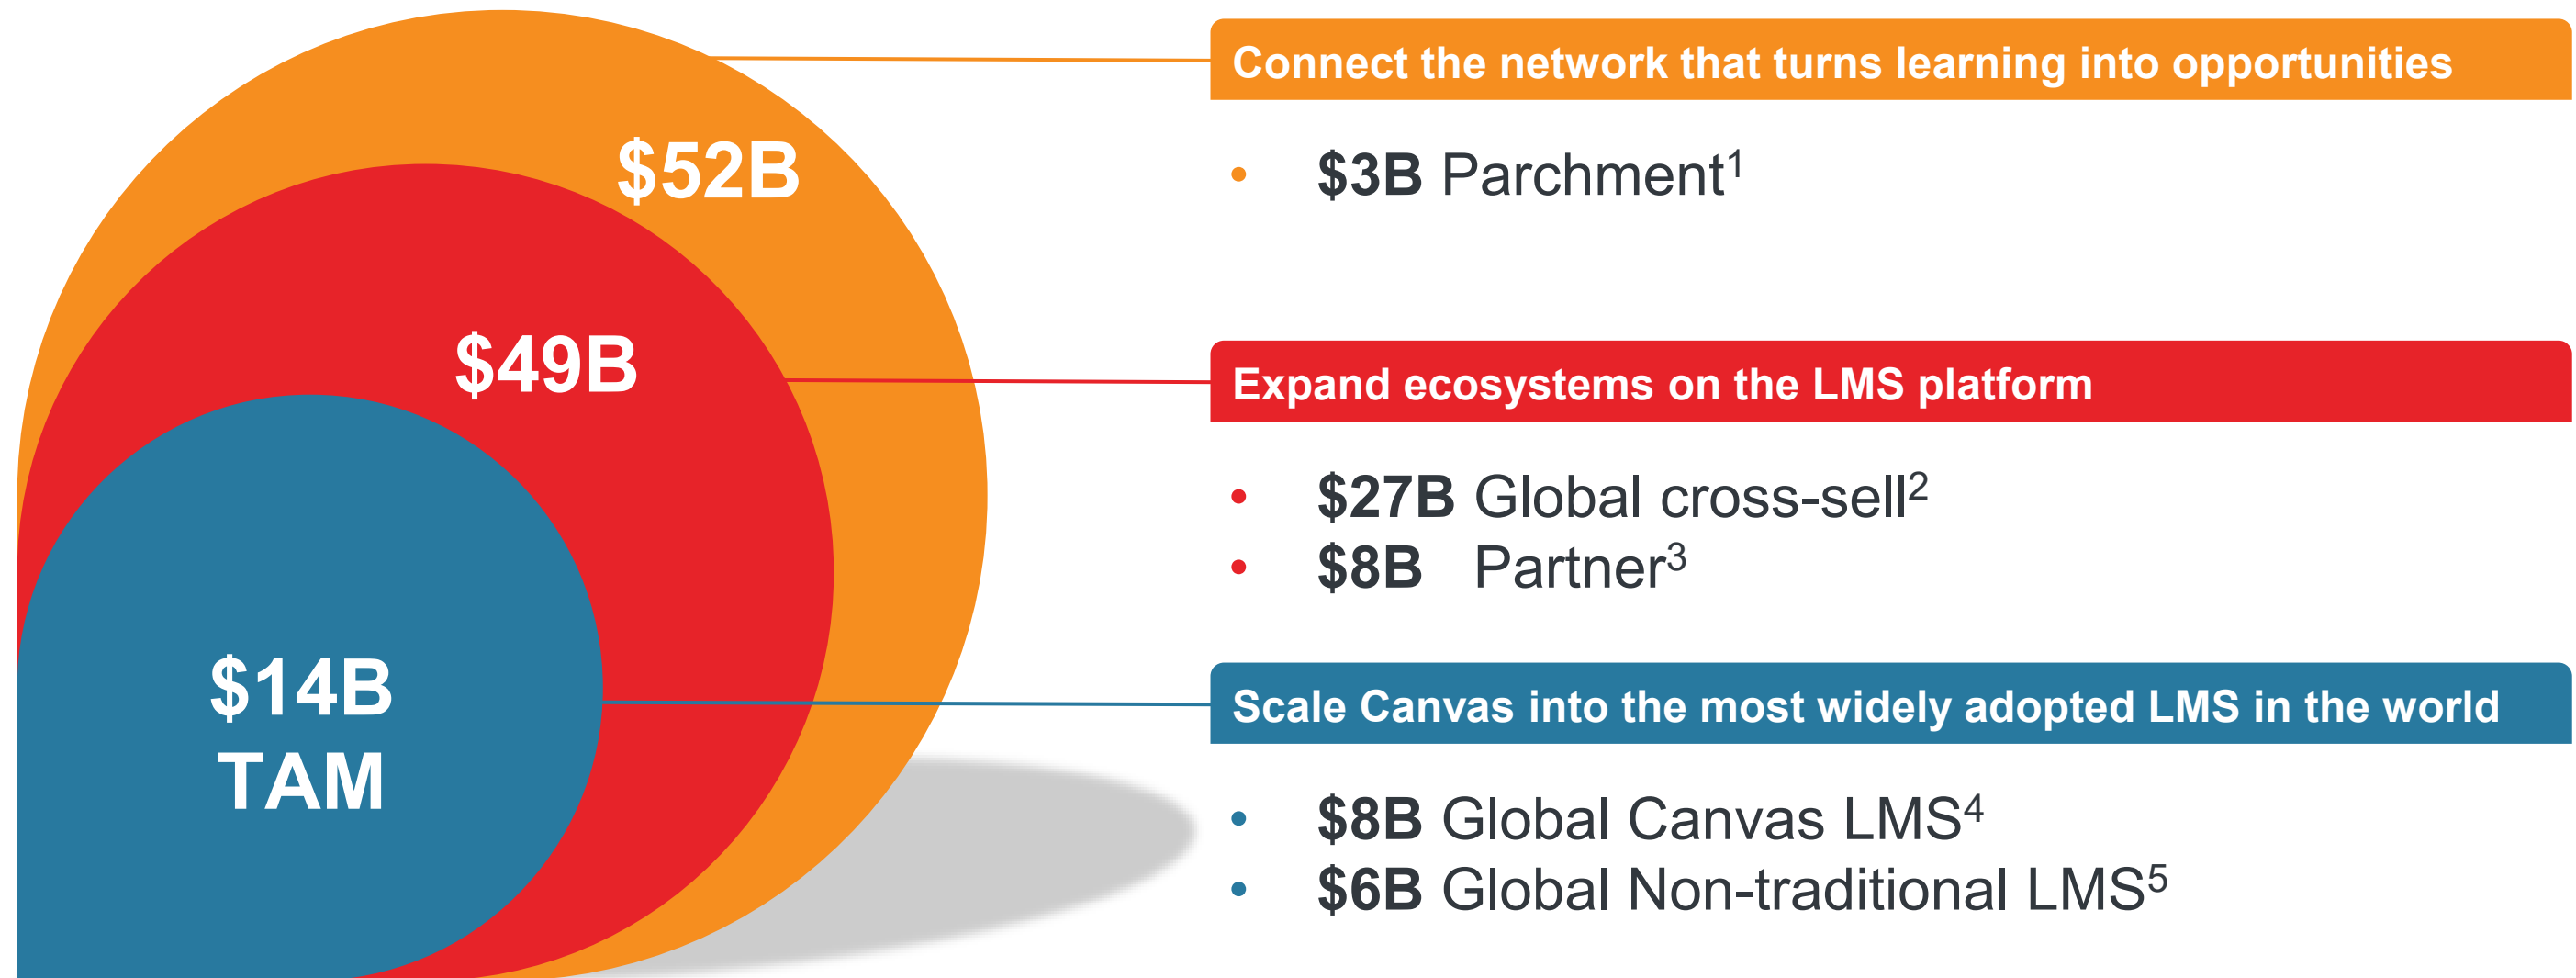 $52B
$49B
$14B
TAM
Connect the network that turns learning into opportunities
• $3B Parchment¹
Expand ecosystems on the LMS platform
• $27B Global cross-sell²
• $8B Partner³
Scale Canvas into the most widely adopted LMS in the world
• $8B Global Canvas LMS⁴
• $6B Global Non-traditional LMS⁵